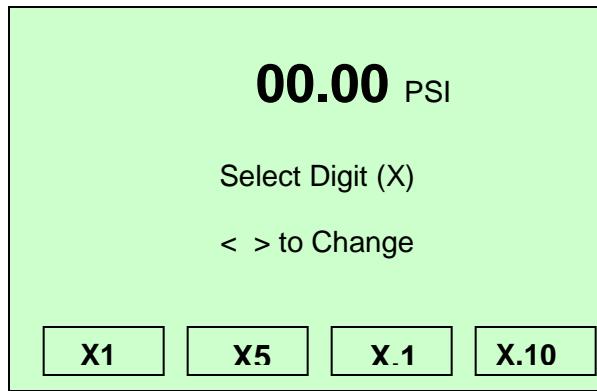 00.00 PSI
Select Digit (X)
< > to Change
X1 X5 X.1 X.10